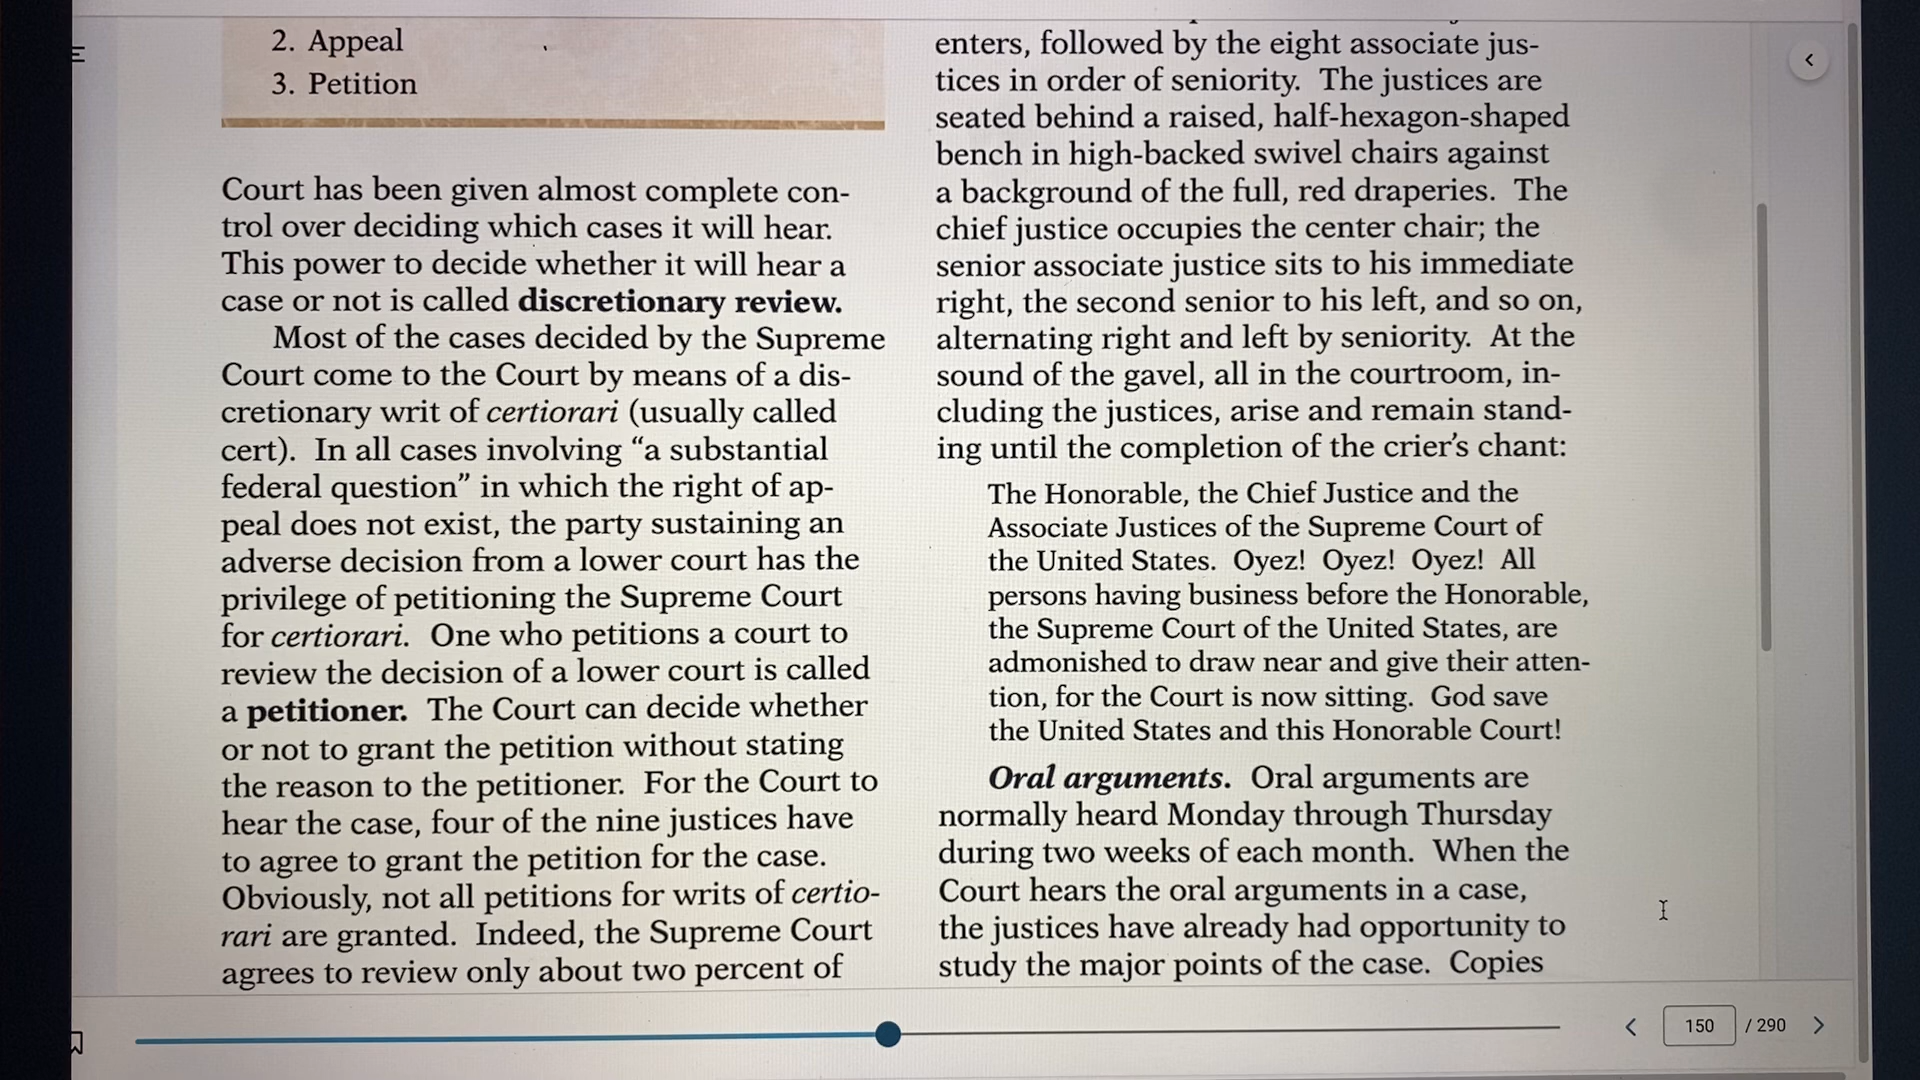 2. Appeal
3. Petition
Court has been given almost complete con-
trol over deciding which cases it will hear.
This power to decide whether it will hear a
case or not is called discretionary review.
Most of the cases decided by the Supreme
Court come to the Court by means of a dis-
cretionary writ of certiorari (usually called
cert). In all cases involving “a substantial
federal question” in which the right of ap-
peal does not exist, the party sustaining an
adverse decision from a lower court has the
privilege of petitioning the Supreme Court
for certiorari. One who petitions a court to
review the decision of a lower court is called
a petitioner. The Court can decide whether
or not to grant the petition without stating
the reason to the petitioner. For the Court to
hear the case, four of the nine justices have
to agree to grant the petition for the case.
Obviously, not all petitions for writs of certio-
rari are granted. Indeed, the Supreme Court
agrees to review only about two percent of
enters, followed by the eight associate jus-
tices in order of seniority. The justices are
seated behind a raised, half-hexagon-shaped
bench in high-backed swivel chairs against
a background of the full, red draperies. The
chief justice occupies the center chair; the
senior associate justice sits to his immediate
right, the second senior to his left, and so on,
alternating right and left by seniority. At the
sound of the gavel, all in the courtroom, in-
cluding the justices, arise and remain stand-
ing until the completion of the crier’s chant:
The Honorable, the Chief Justice and the
Associate Justices of the Supreme Court of
the United States. Oyez! Oyez! Oyez! All
persons having business before the Honorable,
the Supreme Court of the United States, are
admonished to draw near and give their atten-
tion, for the Court is now sitting. God save
the United States and this Honorable Court!
Oral arguments. Oral arguments are
normally heard Monday through Thursday
during two weeks of each month. When the
Court hears the oral arguments in a case,
the justices have already had opportunity to
study the major points of the case. Copies
150 / 290